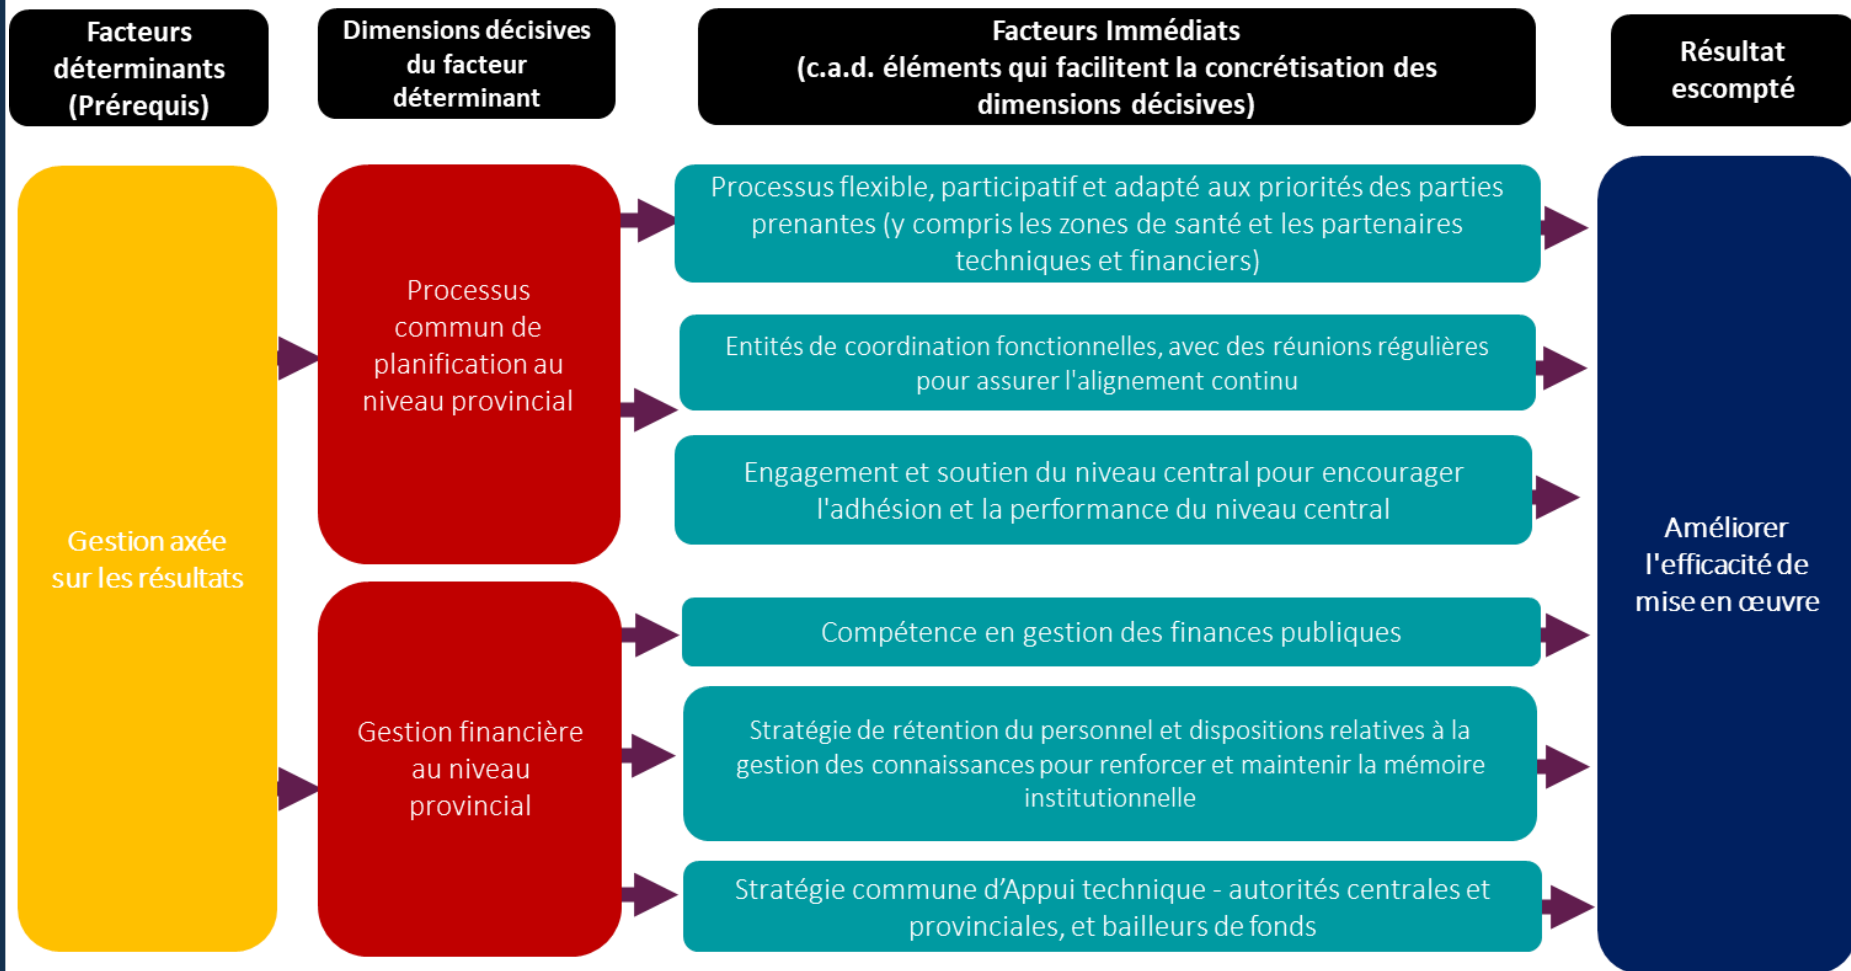 Facteurs
déterminants
(Prérequis)
Dimensions décisives
du facteur
déterminant
Facteurs Immédiats
(c.a.d. éléments qui facilitent la concrétisation des
dimensions décisives)
Résultat
escompté
Gestion axée
sur les résultats
Processus
commun de
planification au
niveau provincial
Processus flexible, participatif et adapté aux priorités des parties
prenantes (y compris les zones de santé et les partenaires
techniques et financiers)
Entités de coordination fonctionnelles, avec des réunions régulières
pour assurer l'alignement continu
Engagement et soutien du niveau central pour encourager
l'adhésion et la performance du niveau central
Gestion financière
au niveau
provincial
Compétence en gestion des finances publiques
Stratégie de rétention du personnel et dispositions relatives à la
gestion des connaissances pour renforcer et maintenir la mémoire
institutionnelle
Stratégie commune d’Appui technique - autorités centrales et
provinciales, et bailleurs de fonds
Améliorer
l'efficacité de
mise en œuvre